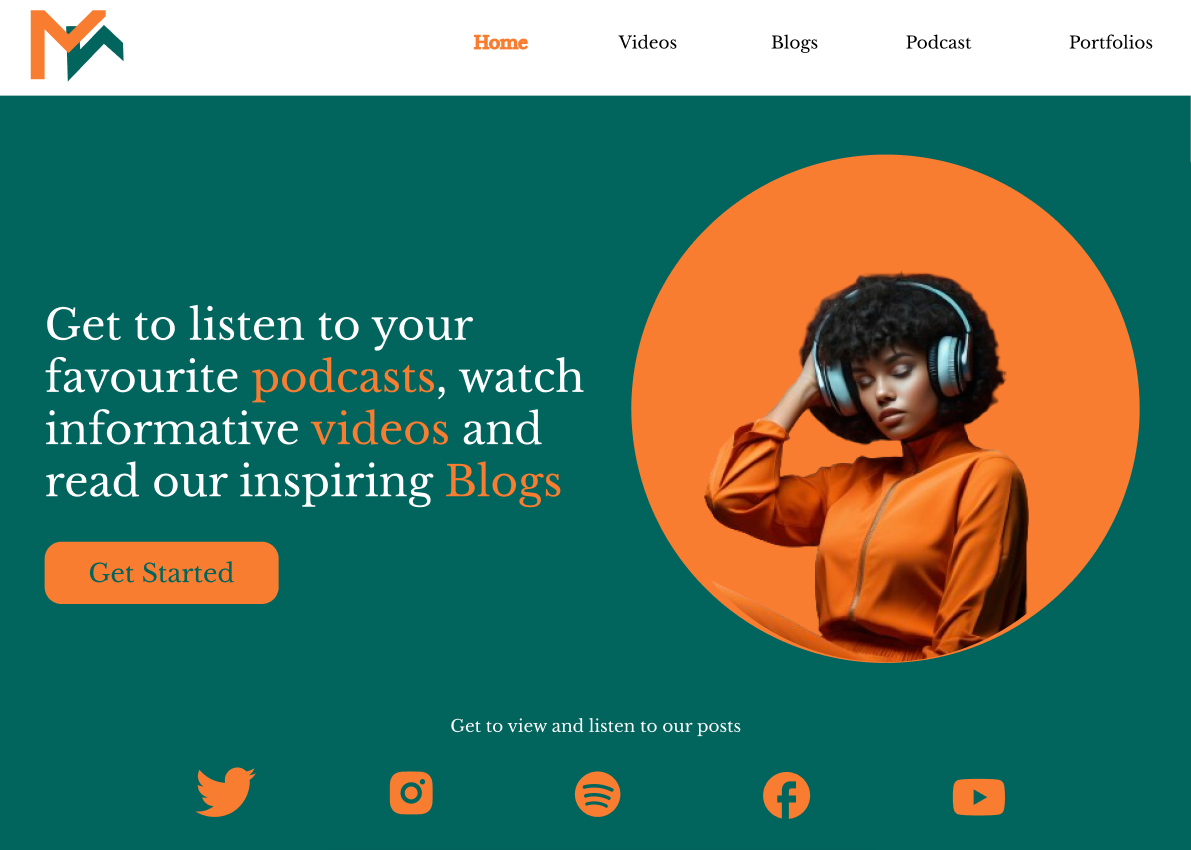 Home Videos Blogs Podcast Portfolios
Get to listen to your
favourite podcasts, watch
informative videos and
read our inspiring Blogs
Get Started
Get to view and listen to our posts